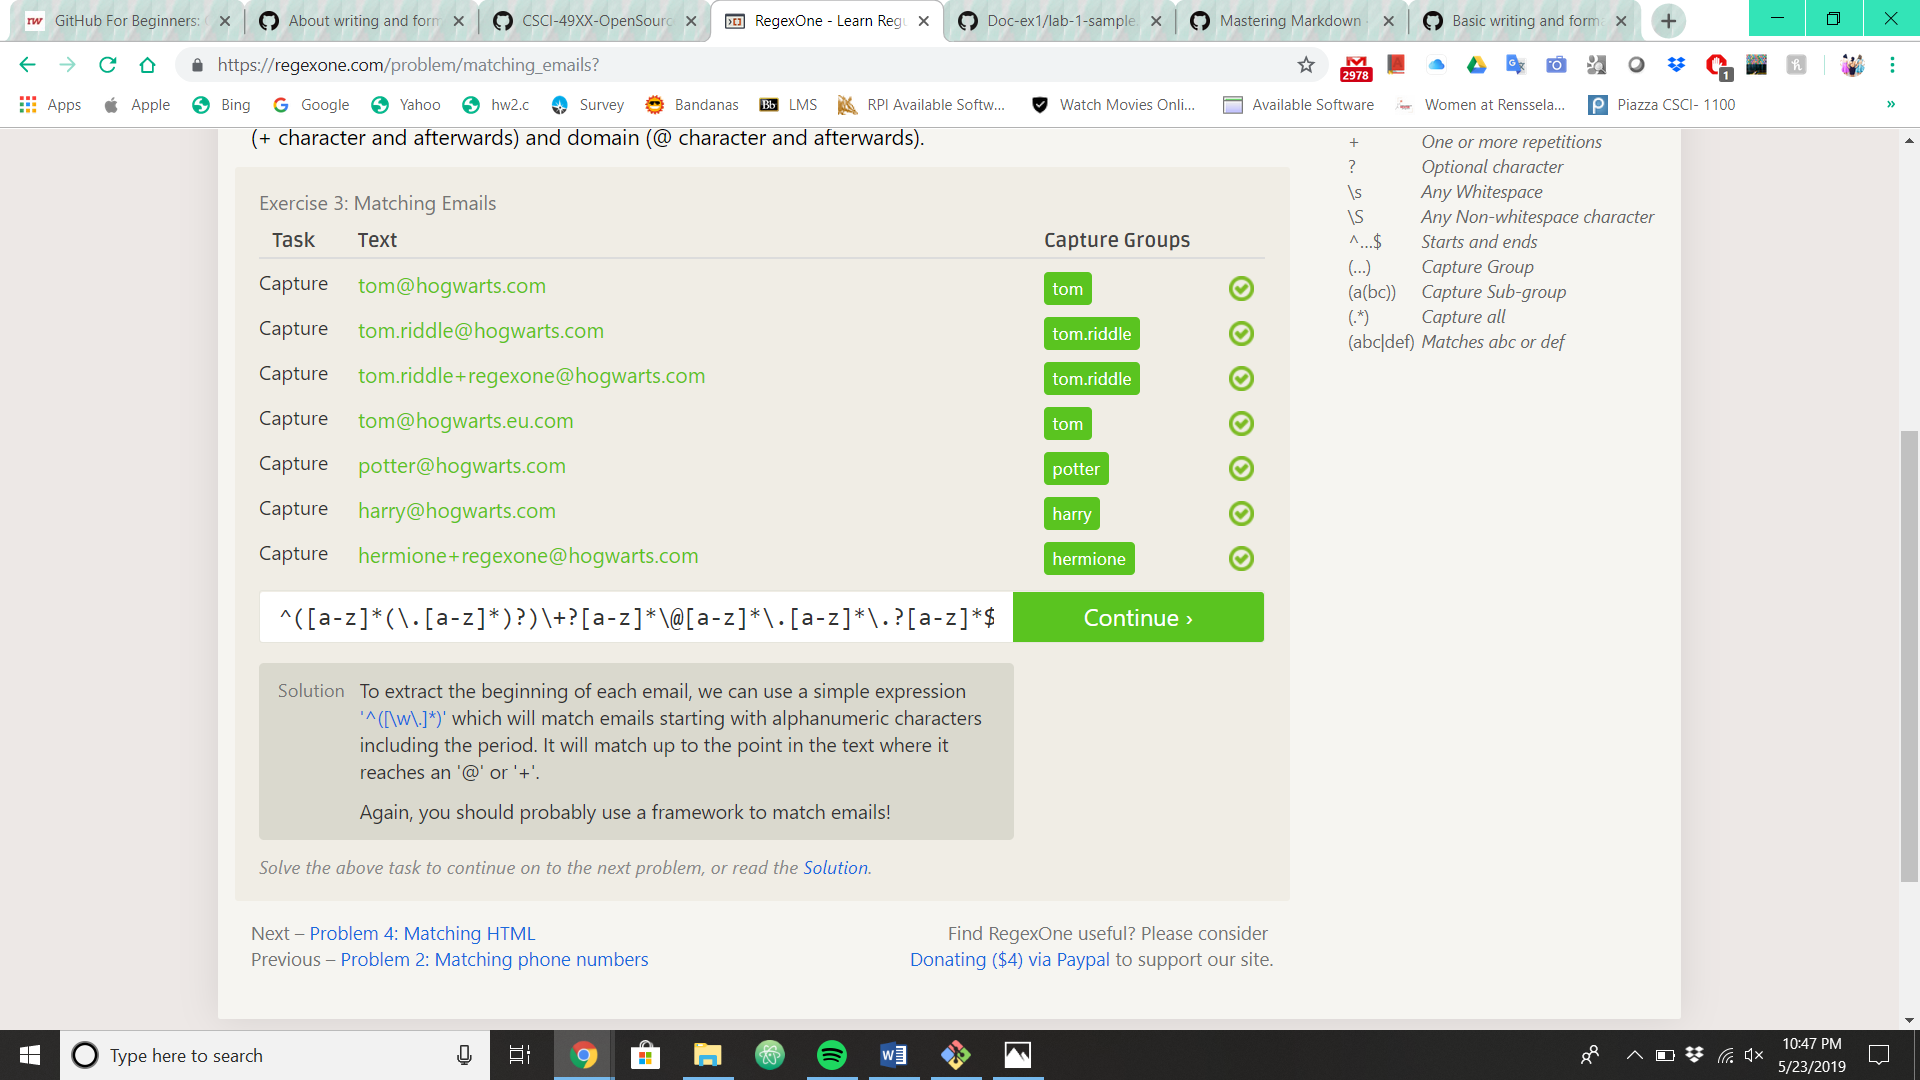 GitHub For Beginners:
About writing and form
CSCI-49XX-OpenSourc
RegexOne - Learn Regu
Doc-ex1/lab-1-sample.
Mastering Markdown
Basic writing and forma
https://regexone.com/problem/matching_emails?
2978
1
Apps Apple Bing Google Yahoo hw2.c Survey Bandanas Bb LMS RPI Available Softw... Watch Movies Onli... Available Software Women at Renssela... Piazza CSCI- 1100 »
(+ character and afterwards) and domain (@ character and afterwards).
Exercise 3: Matching Emails
Task Text Capture Groups
Capture tom@hogwarts.com tom
Capture tom.riddle@hogwarts.com tom.riddle
Capture tom.riddle+regexone@hogwarts.com tom.riddle
Capture tom@hogwarts.eu.com tom
Capture potter@hogwarts.com potter
Capture harry@hogwarts.com harry
Capture hermione+regexone@hogwarts.com hermione
^([a-z]*(\.[a-z]*)?)\+?[a-z]*\@[a-z]*\.[a-z]*\.?[a-z]*$ Continue ›
Solution To extract the beginning of each email, we can use a simple expression
'^([\w\.]*)' which will match emails starting with alphanumeric characters
including the period. It will match up to the point in the text where it
reaches an '@' or '+'.
Again, you should probably use a framework to match emails!
Solve the above task to continue on to the next problem, or read the Solution.
Next – Problem 4: Matching HTML
Previous – Problem 2: Matching phone numbers
Find RegexOne useful? Please consider
Donating ($4) via Paypal to support our site.
+ One or more repetitions
? Optional character
\s Any Whitespace
\S Any Non-whitespace character
^...$ Starts and ends
(...) Capture Group
(a(bc)) Capture Sub-group
(.*) Capture all
(abc|def) Matches abc or def
Type here to search
10:47 PM
5/23/2019